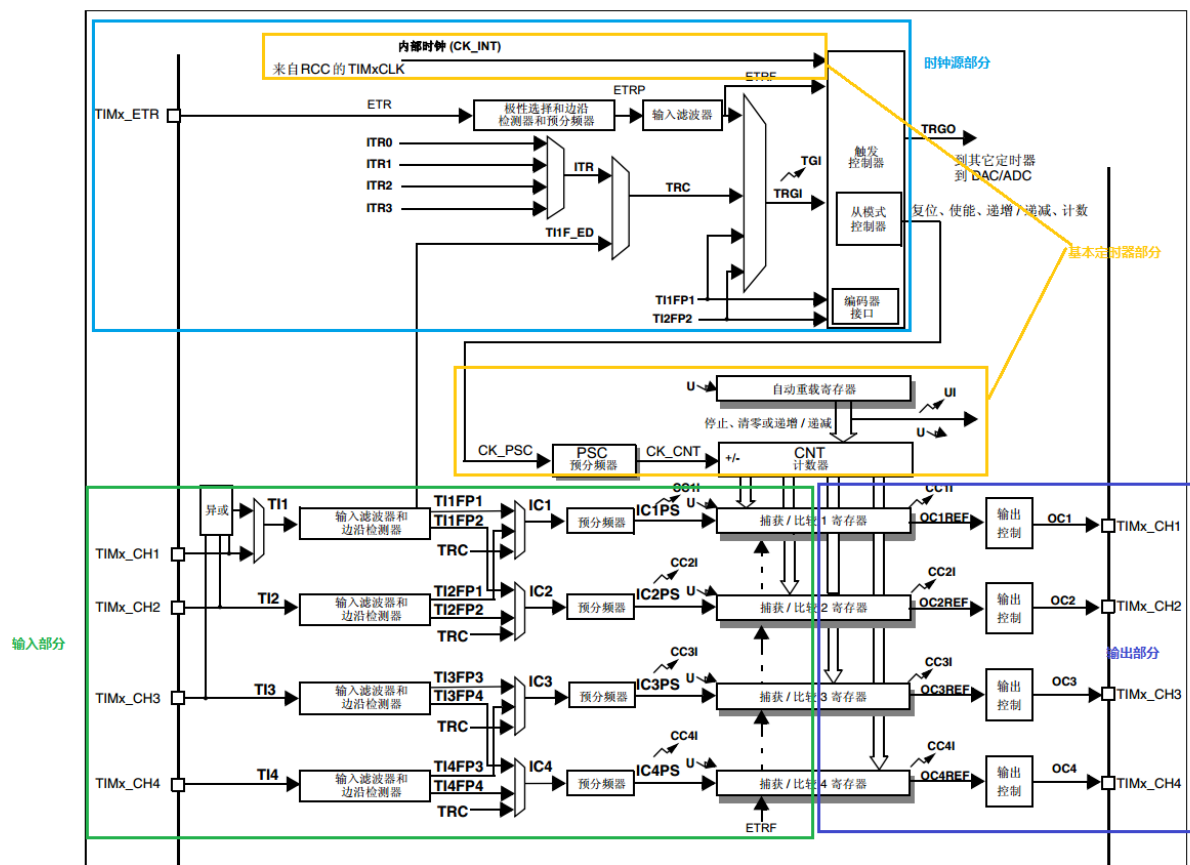 内部时钟 (CK_INT)
来自RCC 的 TIMxCLK
时钟源部分
TIMx_ETR
ETR
极性选择和边沿
检测器和预分频器
ETRP
输入滤波器
ETRF
触发
控制器
TRGO
到其它定时器
到 DAC/ADC
ITR0
ITR1
ITR2
ITR3
ITR
TRC
TI1F_ED
TGI
TRGI
从模式
控制器
复位、使能、递增 / 递减、计数
基本定时器部分
TI1FP1
TI2FP2
编码器
接口
U
自动重载寄存器
UI
U
停止、清零或递增 / 递减
CK_PSC
PSC
预分频器
CK_CNT
+/-
CNT
计数器
异或
TI1
输入滤波器和
边沿检测器
TI1FP1
TI1FP2
TRC
IC1
预分频器
IC1PS
CC1I
U
捕获 / 比较 1 寄存器
CC1I
OC1REF
输出
控制
OC1
TIMx_CH1
TIMx_CH1
TIMx_CH2
TI2
输入滤波器和
边沿检测器
TI2FP1
TI2FP2
TRC
IC2
预分频器
IC2PS
CC2I
U
捕获 / 比较 2 寄存器
CC2I
OC2REF
输出
控制
OC2
TIMx_CH2
输入部分
输出部分
TIMx_CH3
TI3
输入滤波器和
边沿检测器
TI3FP3
TI3FP4
TRC
IC3
预分频器
IC3PS
CC3I
U
捕获 / 比较 3 寄存器
CC3I
OC3REF
输出
控制
OC3
TIMx_CH3
TIMx_CH4
TI4
输入滤波器和
边沿检测器
TI4FP3
TI4FP4
TRC
IC4
预分频器
IC4PS
CC4I
U
捕获 / 比较 4 寄存器
CC4I
OC4REF
输出
控制
OC4
TIMx_CH4
ETRF